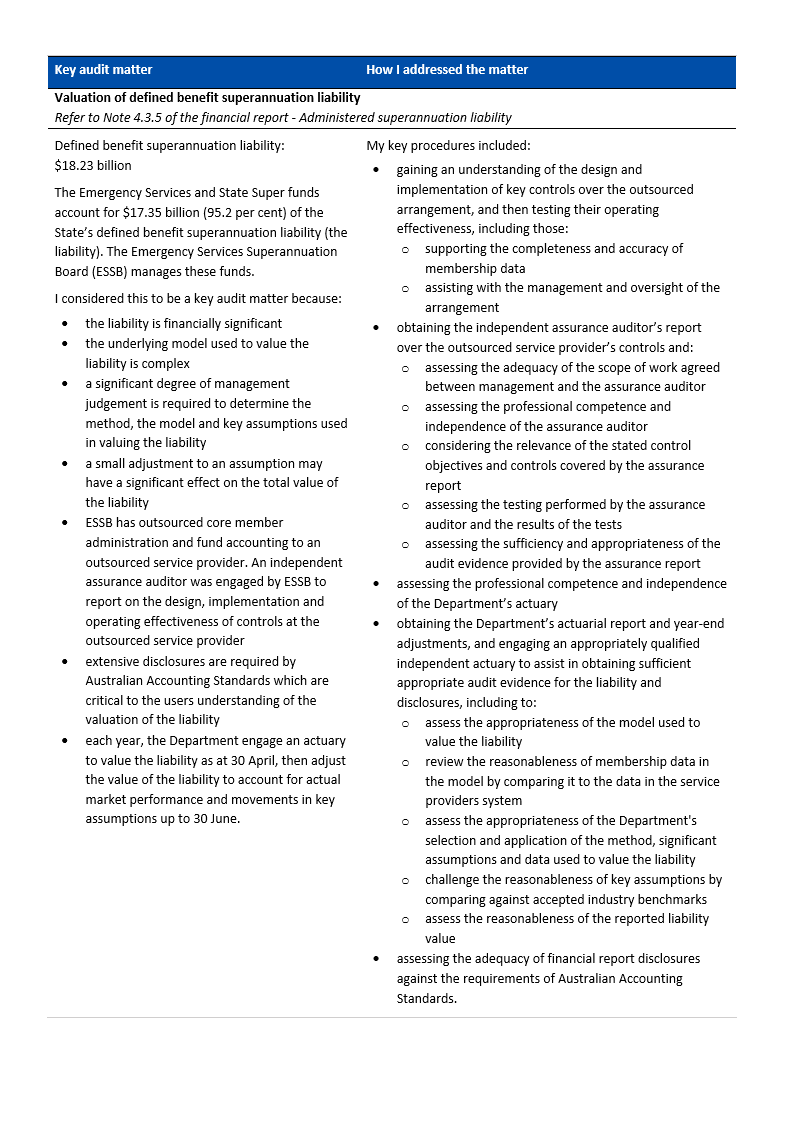 Key audit matter
How I addressed the matter
Valuation of defined benefit superannuation liability
Refer to Note 4.3.5 of the financial report - Administered superannuation liability
Defined benefit superannuation liability:
$18.23 billion
The Emergency Services and State Super funds
account for $17.35 billion (95.2 per cent) of the
State’s defined benefit superannuation liability (the
liability). The Emergency Services Superannuation
Board (ESSB) manages these funds.
I considered this to be a key audit matter because:
• the liability is financially significant
• the underlying model used to value the
liability is complex
• a significant degree of management
judgement is required to determine the
method, the model and key assumptions used
in valuing the liability
• a small adjustment to an assumption may
have a significant effect on the total value of
the liability
• ESSB has outsourced core member
administration and fund accounting to an
outsourced service provider. An independent
assurance auditor was engaged by ESSB to
report on the design, implementation and
operating effectiveness of controls at the
outsourced service provider
• extensive disclosures are required by
Australian Accounting Standards which are
critical to the users understanding of the
valuation of the liability
• each year, the Department engage an actuary
to value the liability as at 30 April, then adjust
the value of the liability to account for actual
market performance and movements in key
assumptions up to 30 June.
My key procedures included:
• gaining an understanding of the design and
implementation of key controls over the outsourced
arrangement, and then testing their operating
effectiveness, including those:
o supporting the completeness and accuracy of
membership data
o assisting with the management and oversight of the
arrangement
• obtaining the independent assurance auditor’s report
over the outsourced service provider’s controls and:
o assessing the adequacy of the scope of work agreed
between management and the assurance auditor
o assessing the professional competence and
independence of the assurance auditor
o considering the relevance of the stated control
objectives and controls covered by the assurance
report
o assessing the testing performed by the assurance
auditor and the results of the tests
o assessing the sufficiency and appropriateness of the
audit evidence provided by the assurance report
• assessing the professional competence and independence
of the Department’s actuary
• obtaining the Department’s actuarial report and year-end
adjustments, and engaging an appropriately qualified
independent actuary to assist in obtaining sufficient
appropriate audit evidence for the liability and
disclosures, including to:
o assess the appropriateness of the model used to
value the liability
o review the reasonableness of membership data in
the model by comparing it to the data in the service
providers system
o assess the appropriateness of the Department's
selection and application of the method, significant
assumptions and data used to value the liability
o challenge the reasonableness of key assumptions by
comparing against accepted industry benchmarks
o assess the reasonableness of the reported liability
value
• assessing the adequacy of financial report disclosures
against the requirements of Australian Accounting
Standards.